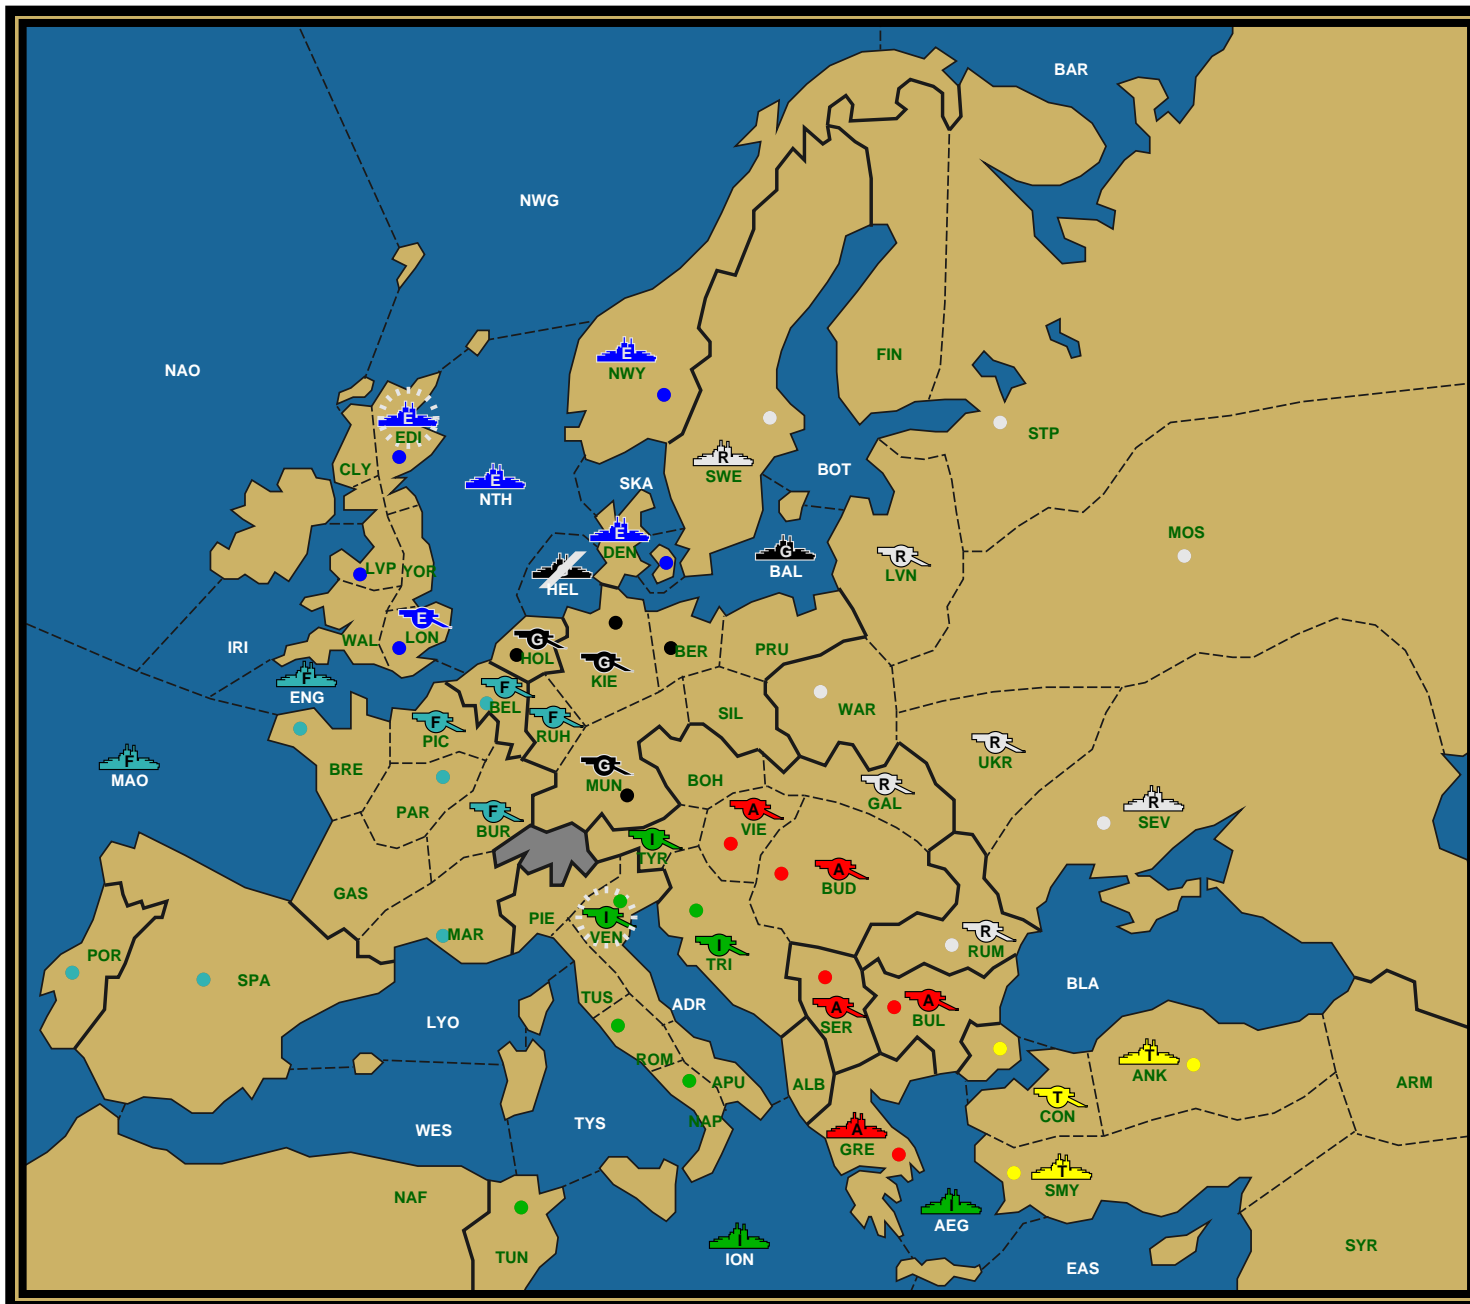 BAR
NWG
NAO
E
NWY
FIN
E
EDI
STP
CLY
R
SWE
BOT
E
NTH
SKA
MOS
E
DEN
G
BAL
R
LVN
LVP
YOR
HEL
E
LON
WAL
IRI
G
HOL
G
KIE
BER
PRU
F
ENG
F
BEL
F
PIC
F
RUH
SIL
WAR
R
UKR
F
MAO
BRE
G
MUN
BOH
R
GAL
R
SEV
PAR
F
BUR
A
VIE
I
TYR
A
BUD
GAS
PIE
I
VEN
MAR
I
TRI
R
RUM
POR
SPA
TUS
ADR
A
SER
A
BUL
BLA
LYO
ROM
APU
ALB
T
ANK
ARM
T
CON
NAP
WES
TYS
A
GRE
T
SMY
NAF
I
AEG
TUN
I
ION
EAS
SYR